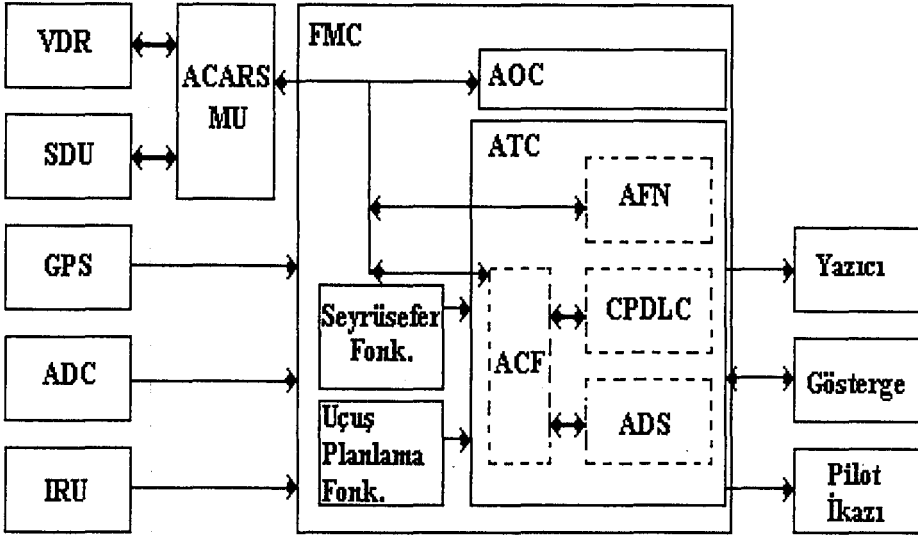 VDR
SDU
GPS
ADC
IRU
ACARS
MU
FMC
AOC
ATC
AFN
CPDLC
ADS
ACF
Seyrüsefer
Fonk.
Uçuş
Planlama
Fonk.
Yazıcı
Gösterge
Pilot
İkazı